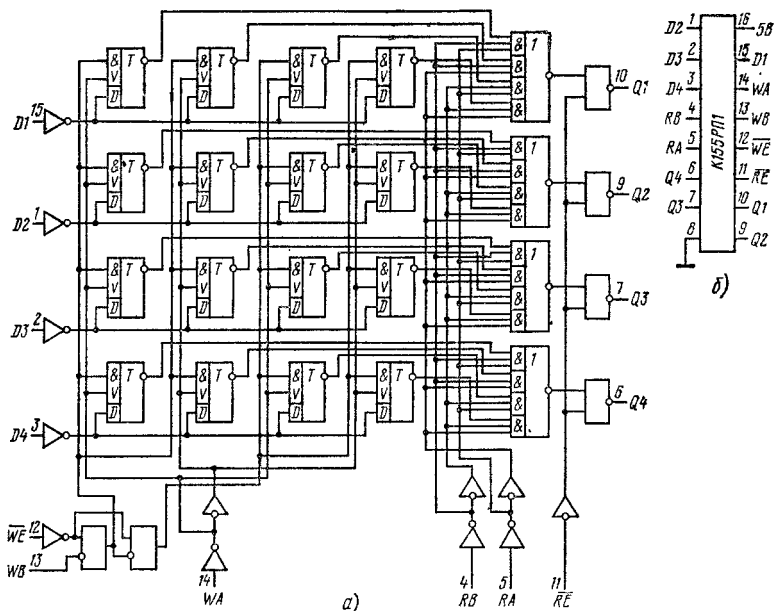 & T & T & T & T & 1
V V V V &
D D D D &
&
D1 15
10 Q1
& T & T & T & T & 1
V V V V &
D D D D &
&
D2 1
9 Q2
& T & T & T & T & 1
V V V V &
D D D D &
&
D3 2
7 Q3
& T & T & T & T & 1
V V V V &
D D D D &
&
D4 3
6 Q4
WE 12
WB 13
14 WA
4 RB
5 RA
11 RE
а)
К155РП1
D2 1
D3 2
D4 3
RB 4
RA 5
Q4 6
Q3 7
8
16 5В
15 D1
14 WA
13 WB
12 WE
11 RE
10 Q1
9 Q2
б)